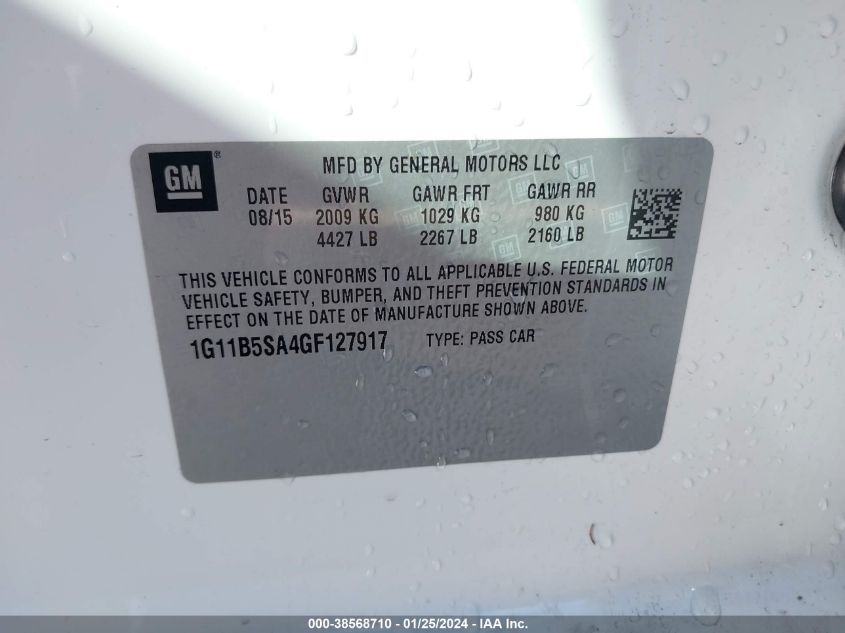 GM ®
MFD BY GENERAL MOTORS LLC
DATE GVWR GAWR FRT GAWR RR
08/15 2009 KG 1029 KG 980 KG
4427 LB 2267 LB 2160 LB
THIS VEHICLE CONFORMS TO ALL APPLICABLE U.S. FEDERAL MOTOR
VEHICLE SAFETY, BUMPER, AND THEFT PREVENTION STANDARDS IN
EFFECT ON THE DATE OF MANUFACTURE SHOWN ABOVE.
1G11B5SA4GF127917 TYPE: PASS CAR
000-38568710 - 01/25/2024 - IAAI.COM